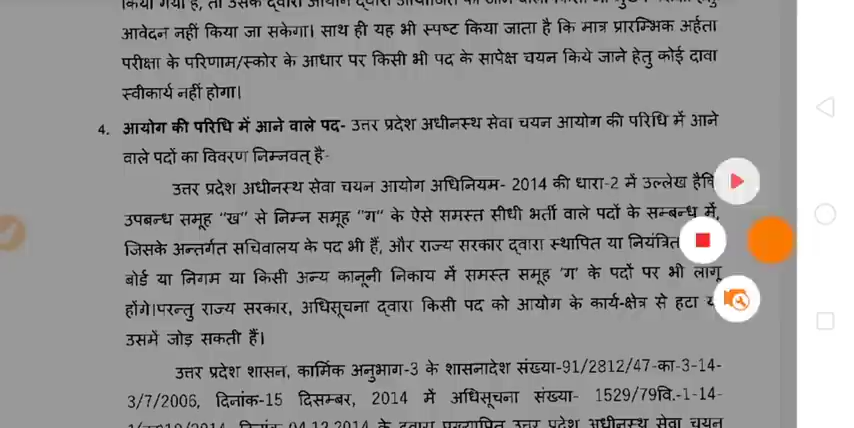 आवेदन नहीं किया जा सकेगा। साथ ही यह भी स्पष्ट किया जाता है कि मात्र प्रारम्भिक अर्हता
परीक्षा के परिणाम/स्कोर के आधार पर किसी भी पद के सापेक्ष चयन किये जाने हेतु कोई दावा
स्वीकार्य नहीं होगा।
4. आयोग की परिधि में आने वाले पद- उत्तर प्रदेश अधीनस्थ सेवा चयन आयोग की परिधि में आने
वाले पदों का विवरण निम्नवत् है-
उत्तर प्रदेश अधीनस्थ सेवा चयन आयोग अधिनियम- 2014 की धारा-2 में उल्लेख
उपबन्ध समूह "ख" से निम्न समूह "ग" के ऐसे समस्त सीधी भर्ती वाले पदों के सम्बन्ध में,
जिसके अन्तर्गत सचिवालय के पद भी हैं, और राज्य सरकार द्वारा स्थापित या नियंत्रित
बोर्ड या निगम या किसी अन्य कानूनी निकाय में समस्त समूह 'ग' के पदों पर भी लागू
होंगे।परन्तु राज्य सरकार, अधिसूचना द्वारा किसी पद को आयोग के कार्य-क्षेत्र से हटा
उसमें जोड़ सकती हैं।
उत्तर प्रदेश शासन, कार्मिक अनुभाग-3 के शासनादेश संख्या-91/2812/47-का-3-14-
3/7/2006, दिनांक-15 दिसम्बर, 2014 में अधिसूचना संख्या- 1529/79वि.-1-14-